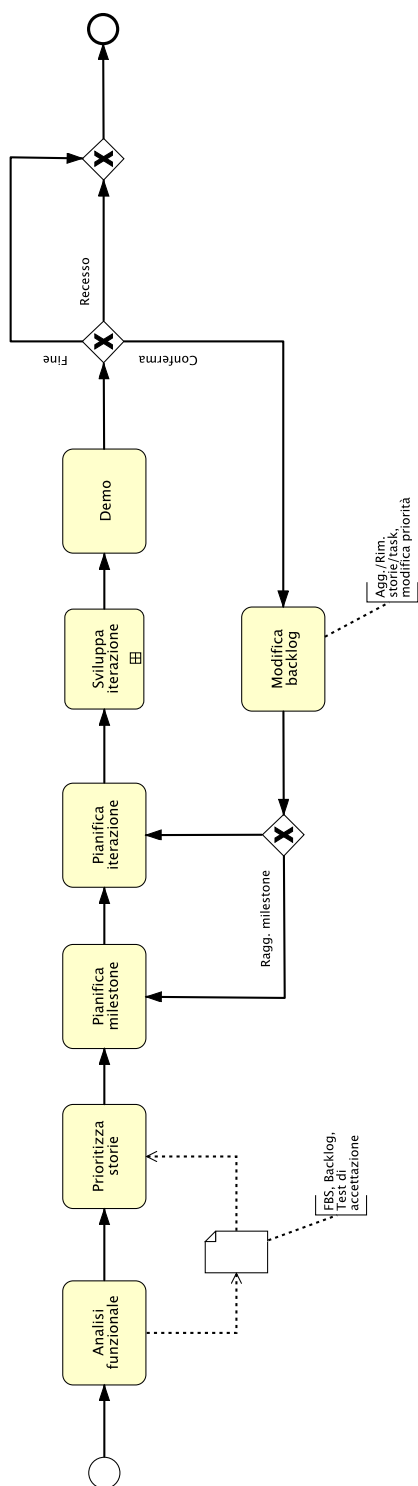 Analisi
funzionale
Prioritizza
storie
Pianifica
milestone
Pianifica
iterazione
Sviluppa
iterazione
Demo
Fine
Recesso
Conferma
Modifica
backlog
Ragg. milestone
FBS, Backlog,
Test di
accettazione
Agg./Rim.
storie/task,
modifica priorità